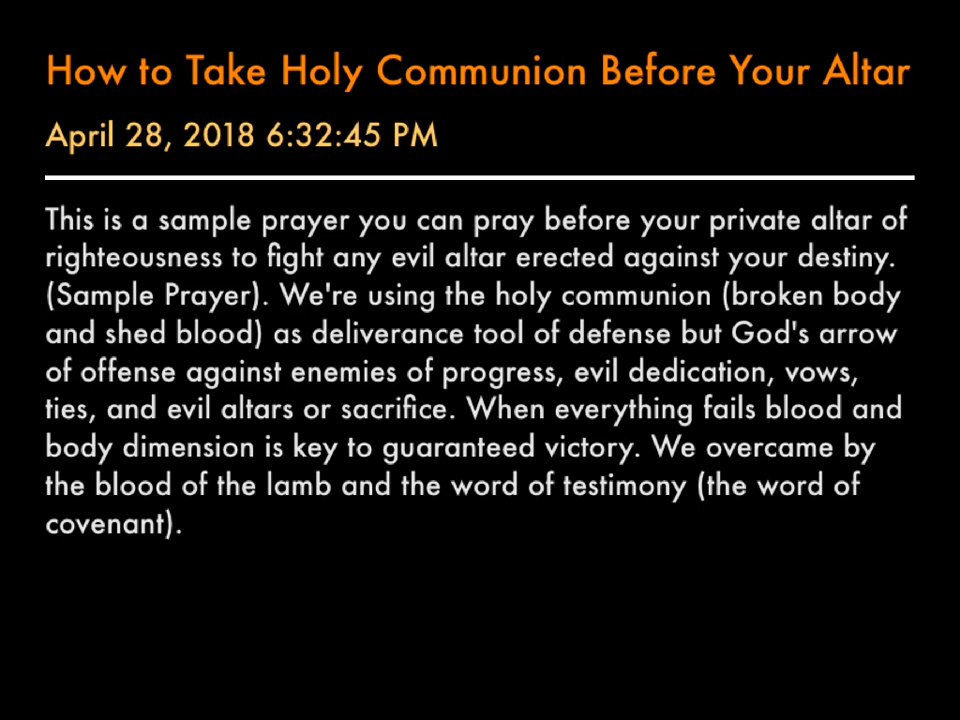 How to Take Holy Communion Before Your Altar
April 28, 2018 6:32:45 PM
This is a sample prayer you can pray before your private altar of
righteousness to fight any evil altar erected against your destiny.
(Sample Prayer). We're using the holy communion (broken body
and shed blood) as deliverance tool of defense but God's arrow
of offense against enemies of progress, evil dedication, vows,
ties, and evil altars or sacrifice. When everything fails blood and
body dimension is key to guaranteed victory. We overcame by
the blood of the lamb and the word of testimony (the word of
covenant).